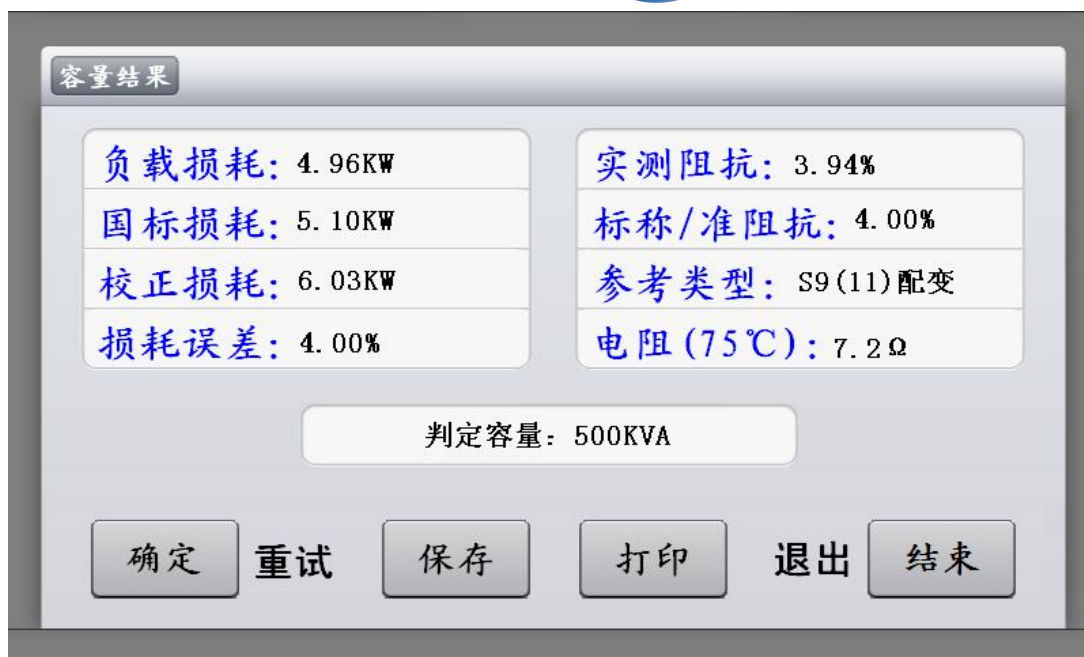 容量结果
负载损耗: 4.96KW
实测阻抗: 3.94%
国标损耗: 5.10KW
标称/准阻抗: 4.00%
校正损耗: 6.03KW
参考类型: S9(11)配变
损耗误差: 4.00%
电阻(75℃): 7.2Ω
判定容量: 500KVA
确定 重试 保存 打印 退出 结束